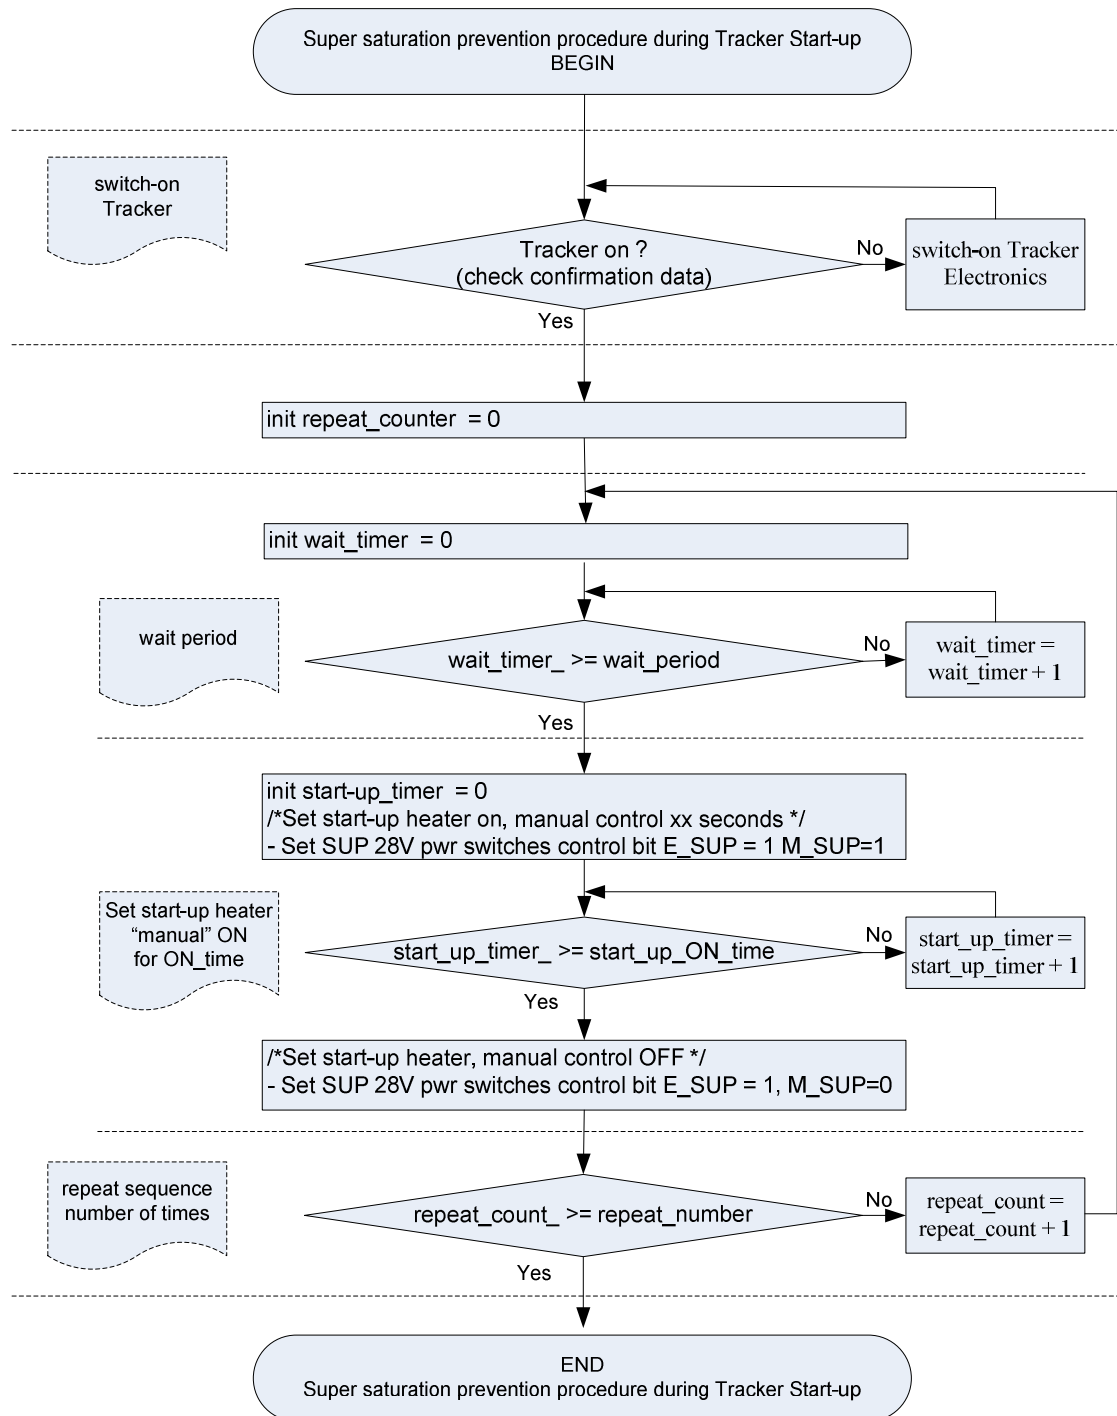 Super saturation prevention procedure during Tracker Start-up
BEGIN
switch-on
Tracker
Tracker on ?
(check confirmation data)
No
switch-on Tracker
Electronics
Yes
init repeat_counter = 0
init wait_timer = 0
wait period
wait_timer_ >= wait_period
No
wait_timer =
wait_timer + 1
Yes
init start-up_timer = 0
/*Set start-up heater on, manual control xx seconds */
- Set SUP 28V pwr switches control bit E_SUP = 1 M_SUP=1
Set start-up heater
“manual” ON
for ON_time
start_up_timer_ >= start_up_ON_time
No
start_up_timer =
start_up_timer + 1
Yes
/*Set start-up heater, manual control OFF */
- Set SUP 28V pwr switches control bit E_SUP = 1, M_SUP=0
repeat sequence
number of times
repeat_count_ >= repeat_number
No
repeat_count =
repeat_count + 1
Yes
END
Super saturation prevention procedure during Tracker Start-up